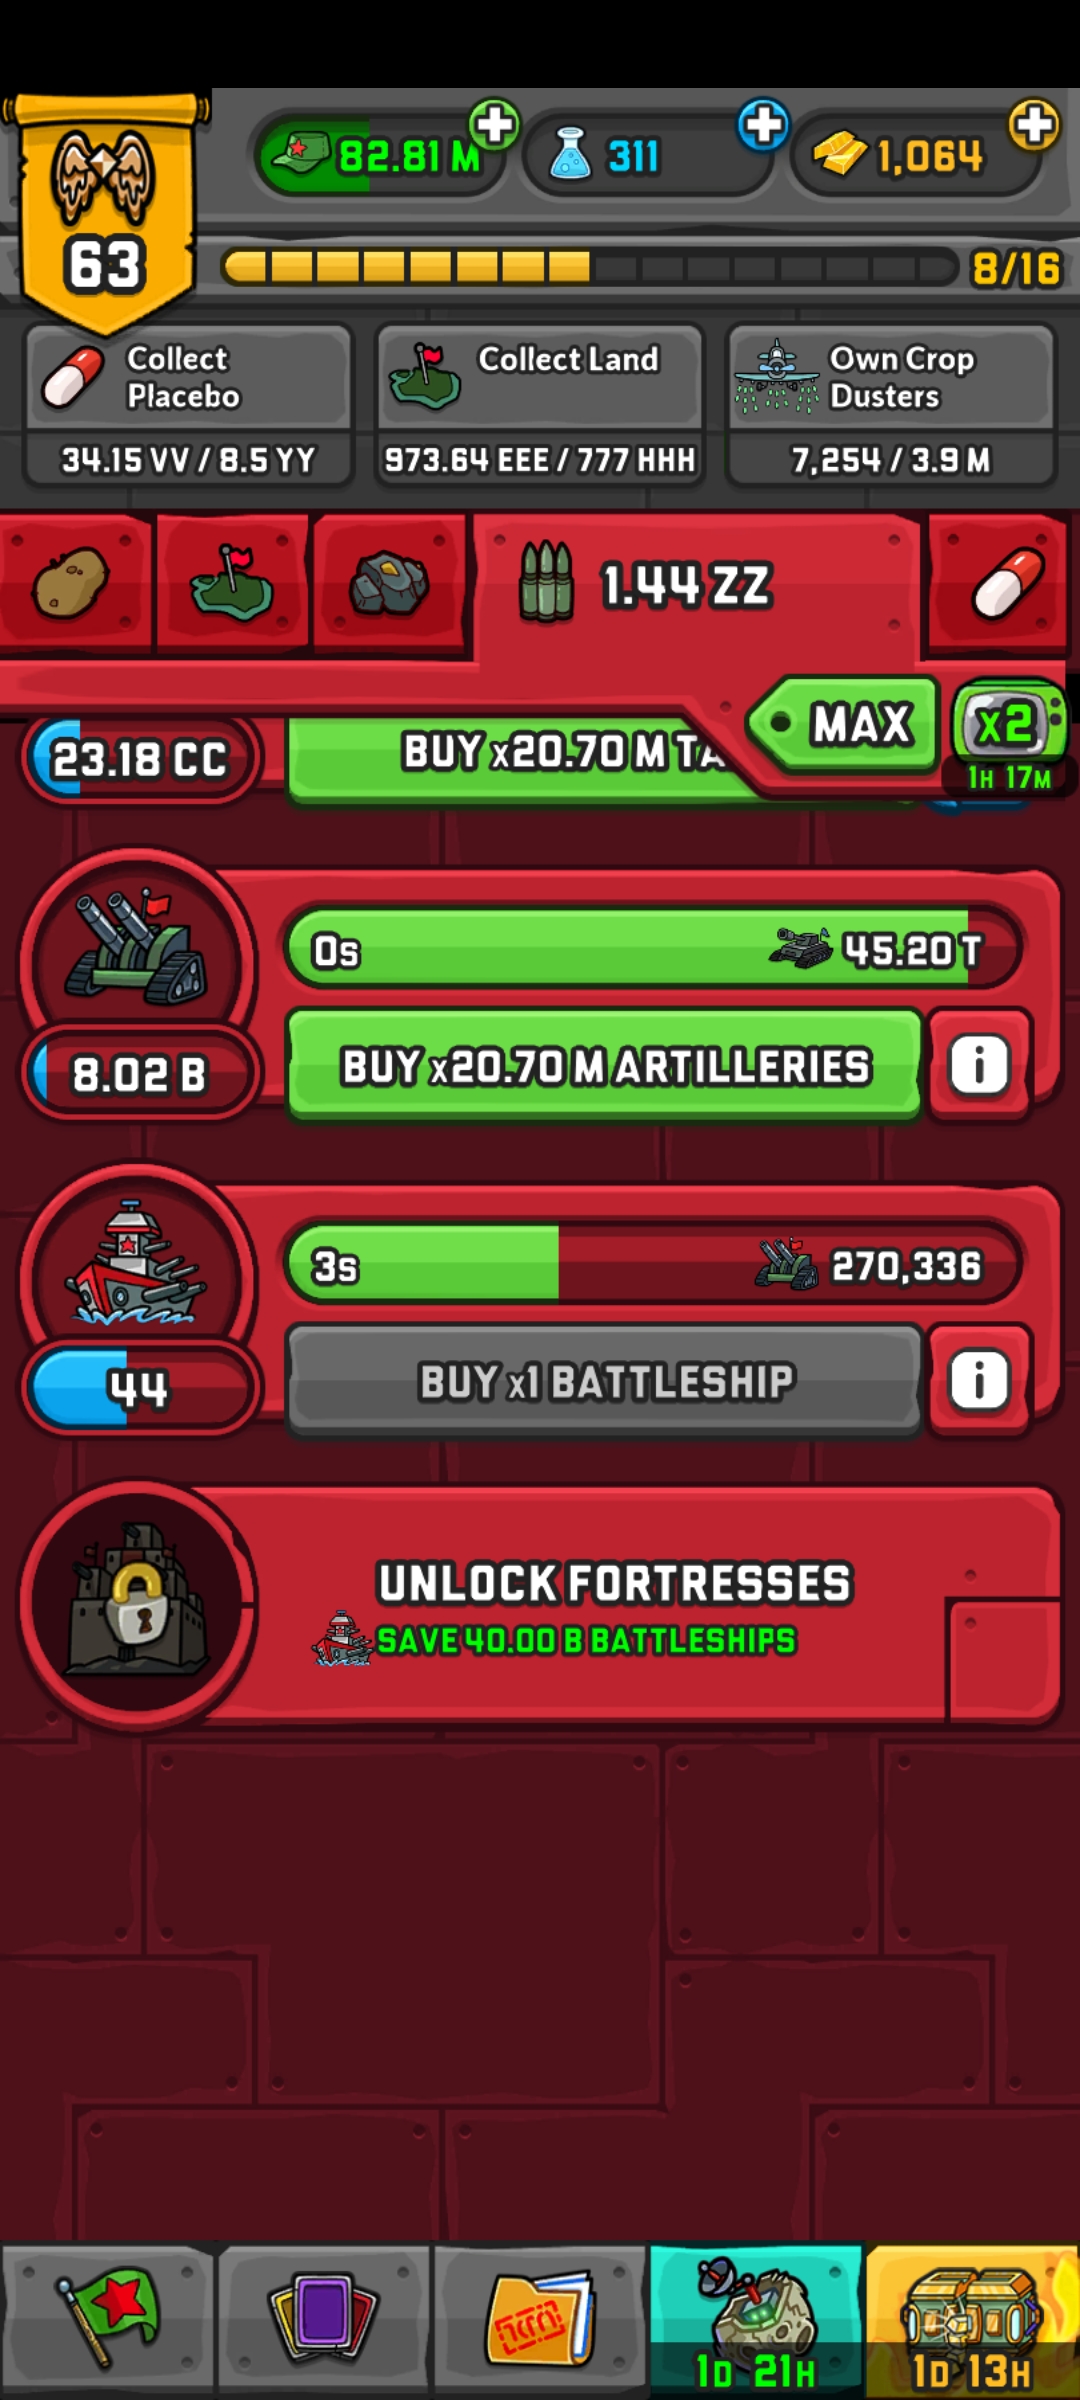 82.81 M
311
1,064
63
8/16
Collect
Placebo
34.15 VV / 8.5 YY
Collect Land
973.64 EEE / 777 HHH
Own Crop
Dusters
7,254 / 3.9 M
1.44 ZZ
MAX
x2
1H 17M
23.18 CC
BUY x20.70 M TA
0s
45.20 T
8.02 B
BUY x20.70 M ARTILLERIES
i
3s
270,336
44
BUY x1 BATTLESHIP
i
UNLOCK FORTRESSES
SAVE 40.00 B BATTLESHIPS
1D 21H
1D 13H